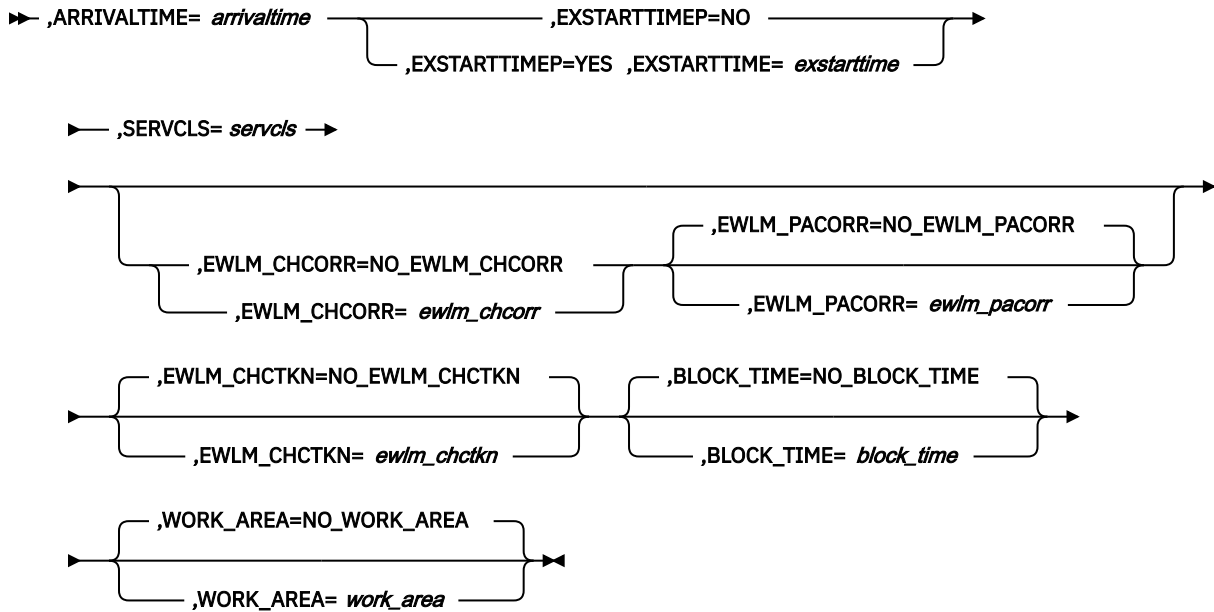 ,ARRIVALTIME= arrivaltime ,EXSTARTTIMEP=NO
,EXSTARTTIMEP=YES ,EXSTARTTIME= exstarttime
,SERVCLS= servcls
,EWLM_PACORR=NO_EWLM_PACORR
,EWLM_CHCORR=NO_EWLM_CHCORR
,EWLM_CHCORR= ewlm_chcorr ,EWLM_PACORR= ewlm_pacorr
,EWLM_CHCTKN=NO_EWLM_CHCTKN ,BLOCK_TIME=NO_BLOCK_TIME
,EWLM_CHCTKN= ewlm_chctkn ,BLOCK_TIME= block_time
,WORK_AREA=NO_WORK_AREA
,WORK_AREA= work_area